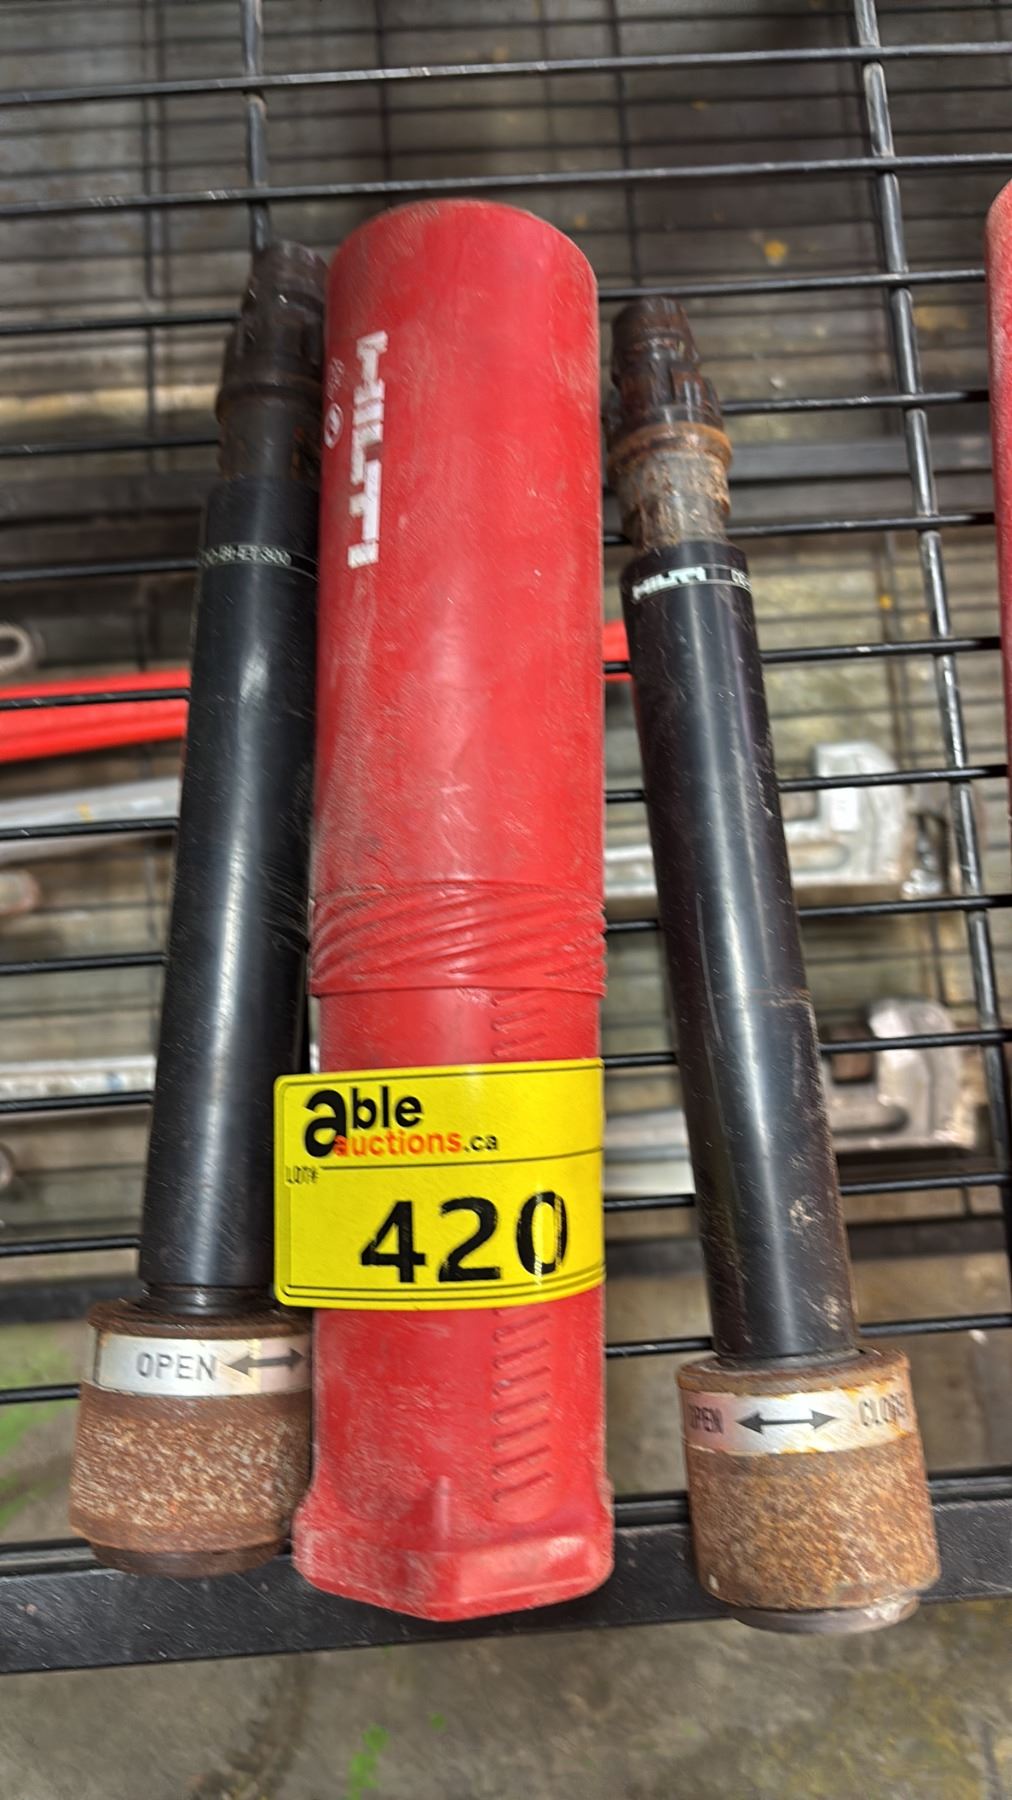 HILTI
HILTI
able
auctions.ca
LOT#
420
OPEN
OPEN CLOSE